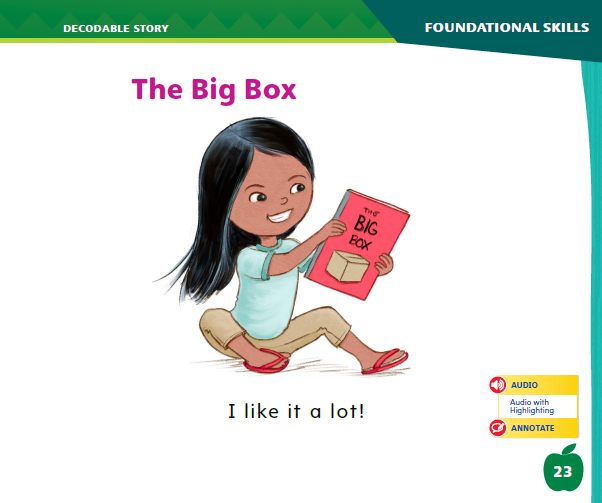 DECODABLE STORY
FOUNDATIONAL SKILLS
The Big Box
THE
BIG
BOX
I like it a lot!
AUDIO
Audio with
Highlighting
ANNOTATE
23